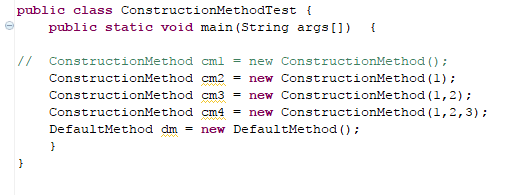 public class ConstructionMethodTest {
public static void main(String args[]) {
// ConstructionMethod cm1 = new ConstructionMethod();
ConstructionMethod cm2 = new ConstructionMethod(1);
ConstructionMethod cm3 = new ConstructionMethod(1,2);
ConstructionMethod cm4 = new ConstructionMethod(1,2,3);
DefaultMethod dm = new DefaultMethod();
}
}